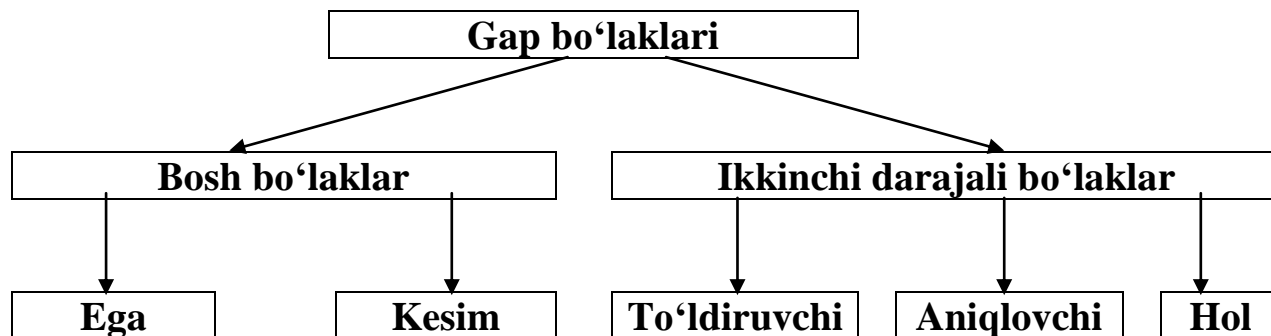 Gap bo‘laklari
Bosh bo‘laklar
Ikkinchi darajali bo‘laklar
Ega
Kesim
To‘ldiruvchi
Aniqlovchi
Hol